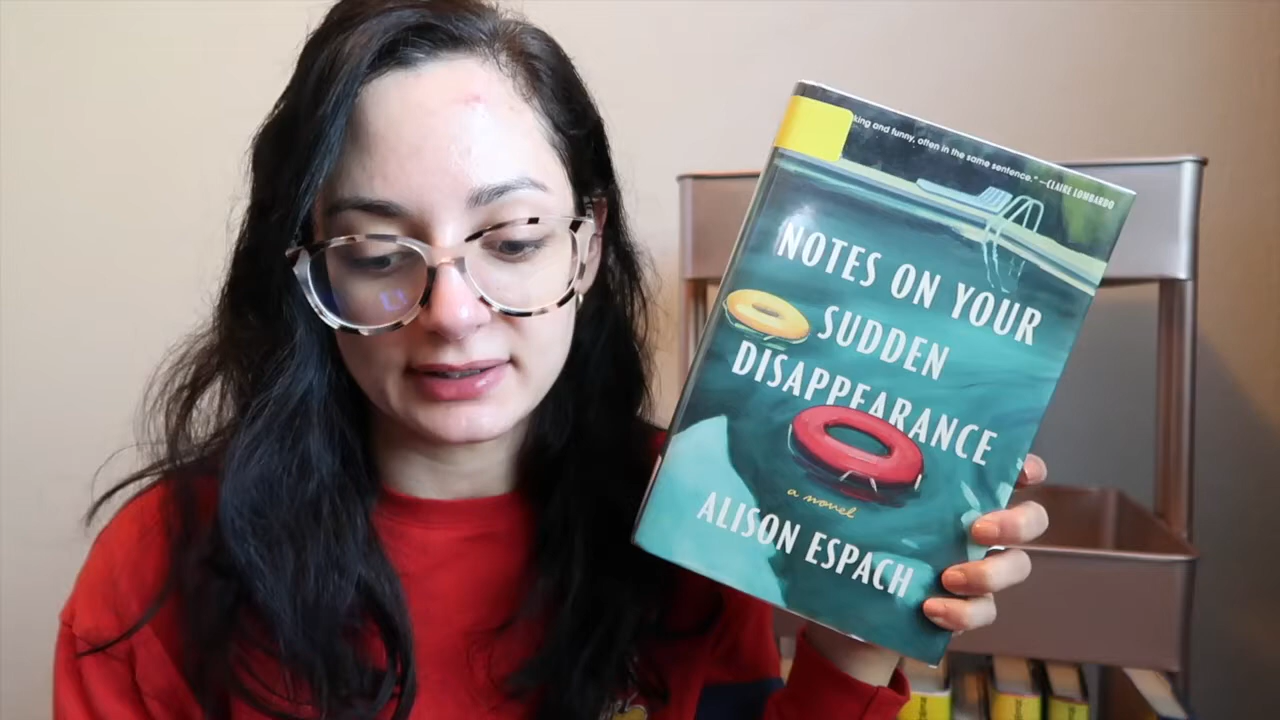 and funny, often in the same sentence." —CLAIRE LOMBARDO
NOTES ON YOUR
SUDDEN
DISAPPEARANCE
a novel
ALISON ESPACH